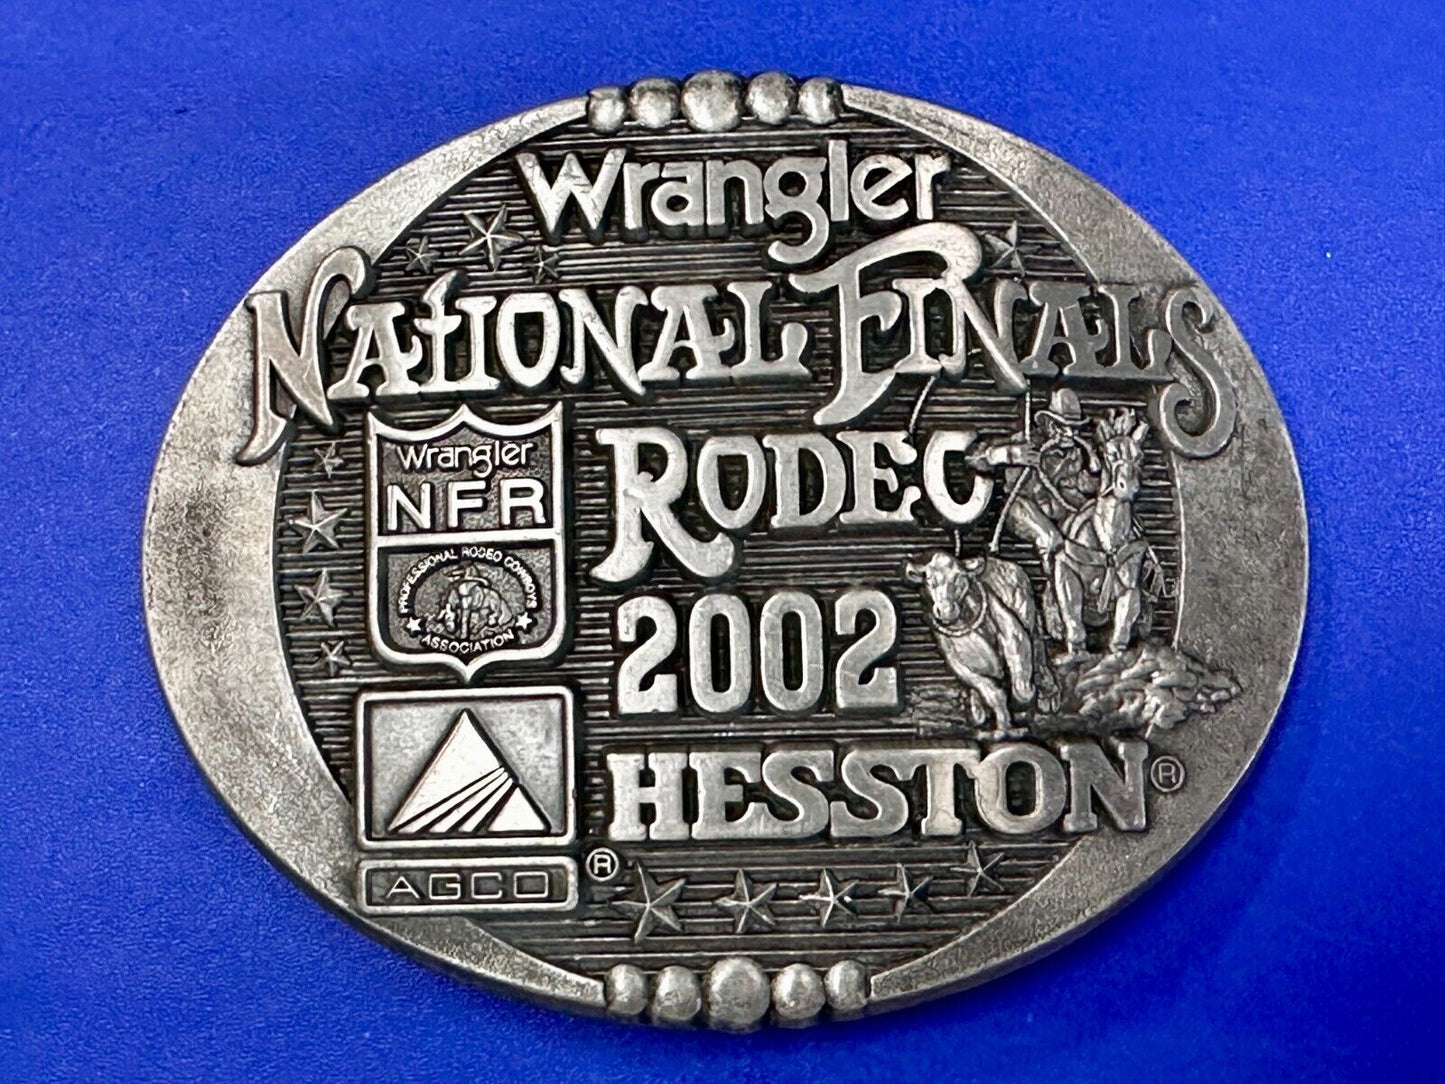 Wrangler
NATIONAL FINALS
RODEO
Wrangler
NFR
PROFESSIONAL RODEO COWBOYS
ASSOCIATION
2002
HESSTON®
AGCO®